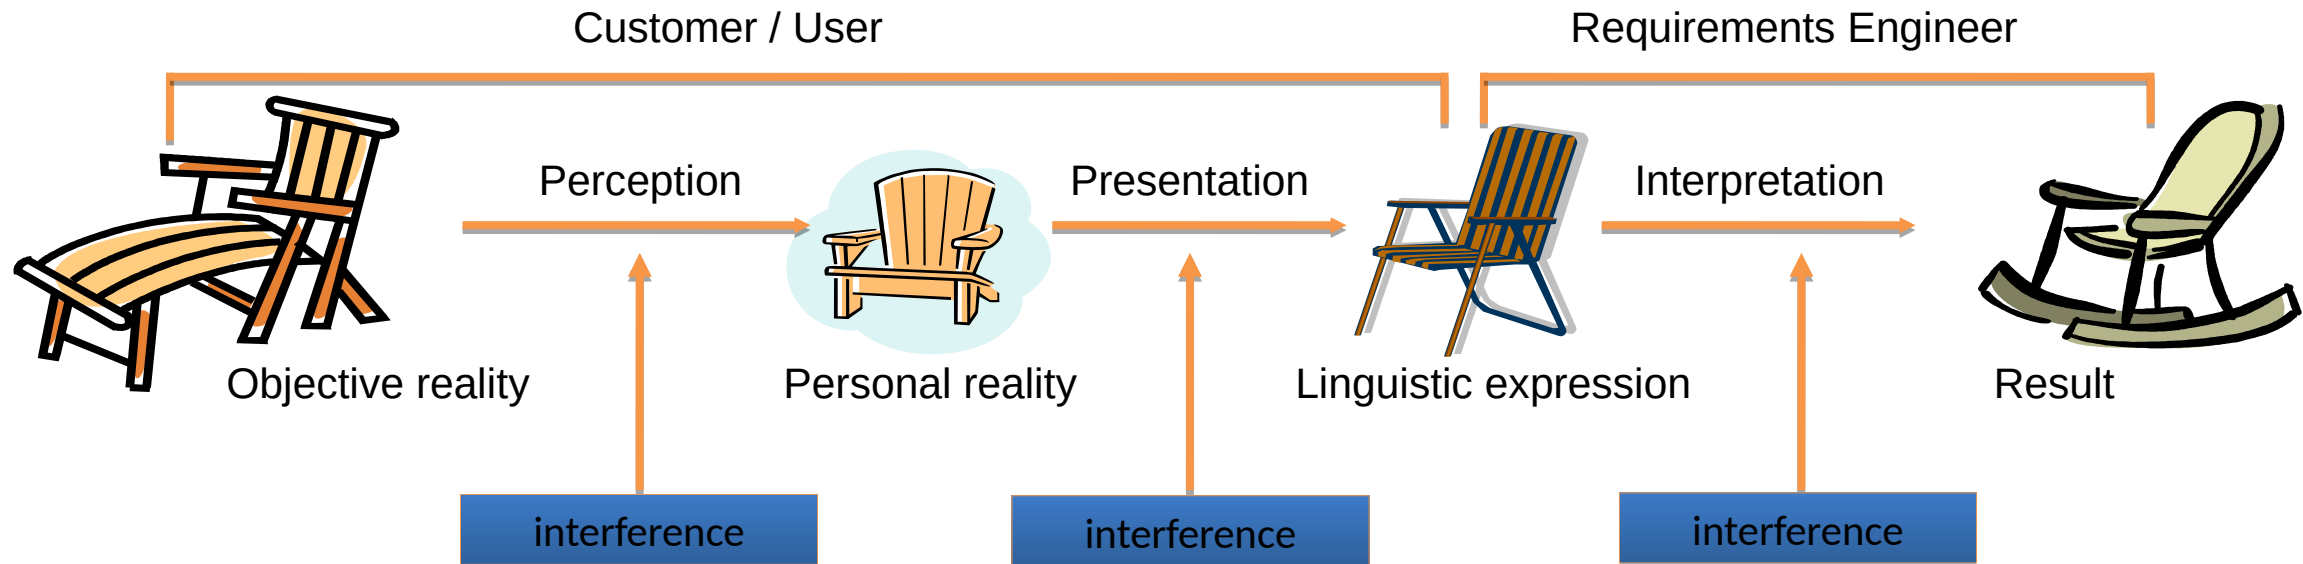 Customer / User
Requirements Engineer
Perception
Presentation
Interpretation
Objective reality
Personal reality
Linguistic expression
Result
interference
interference
interference